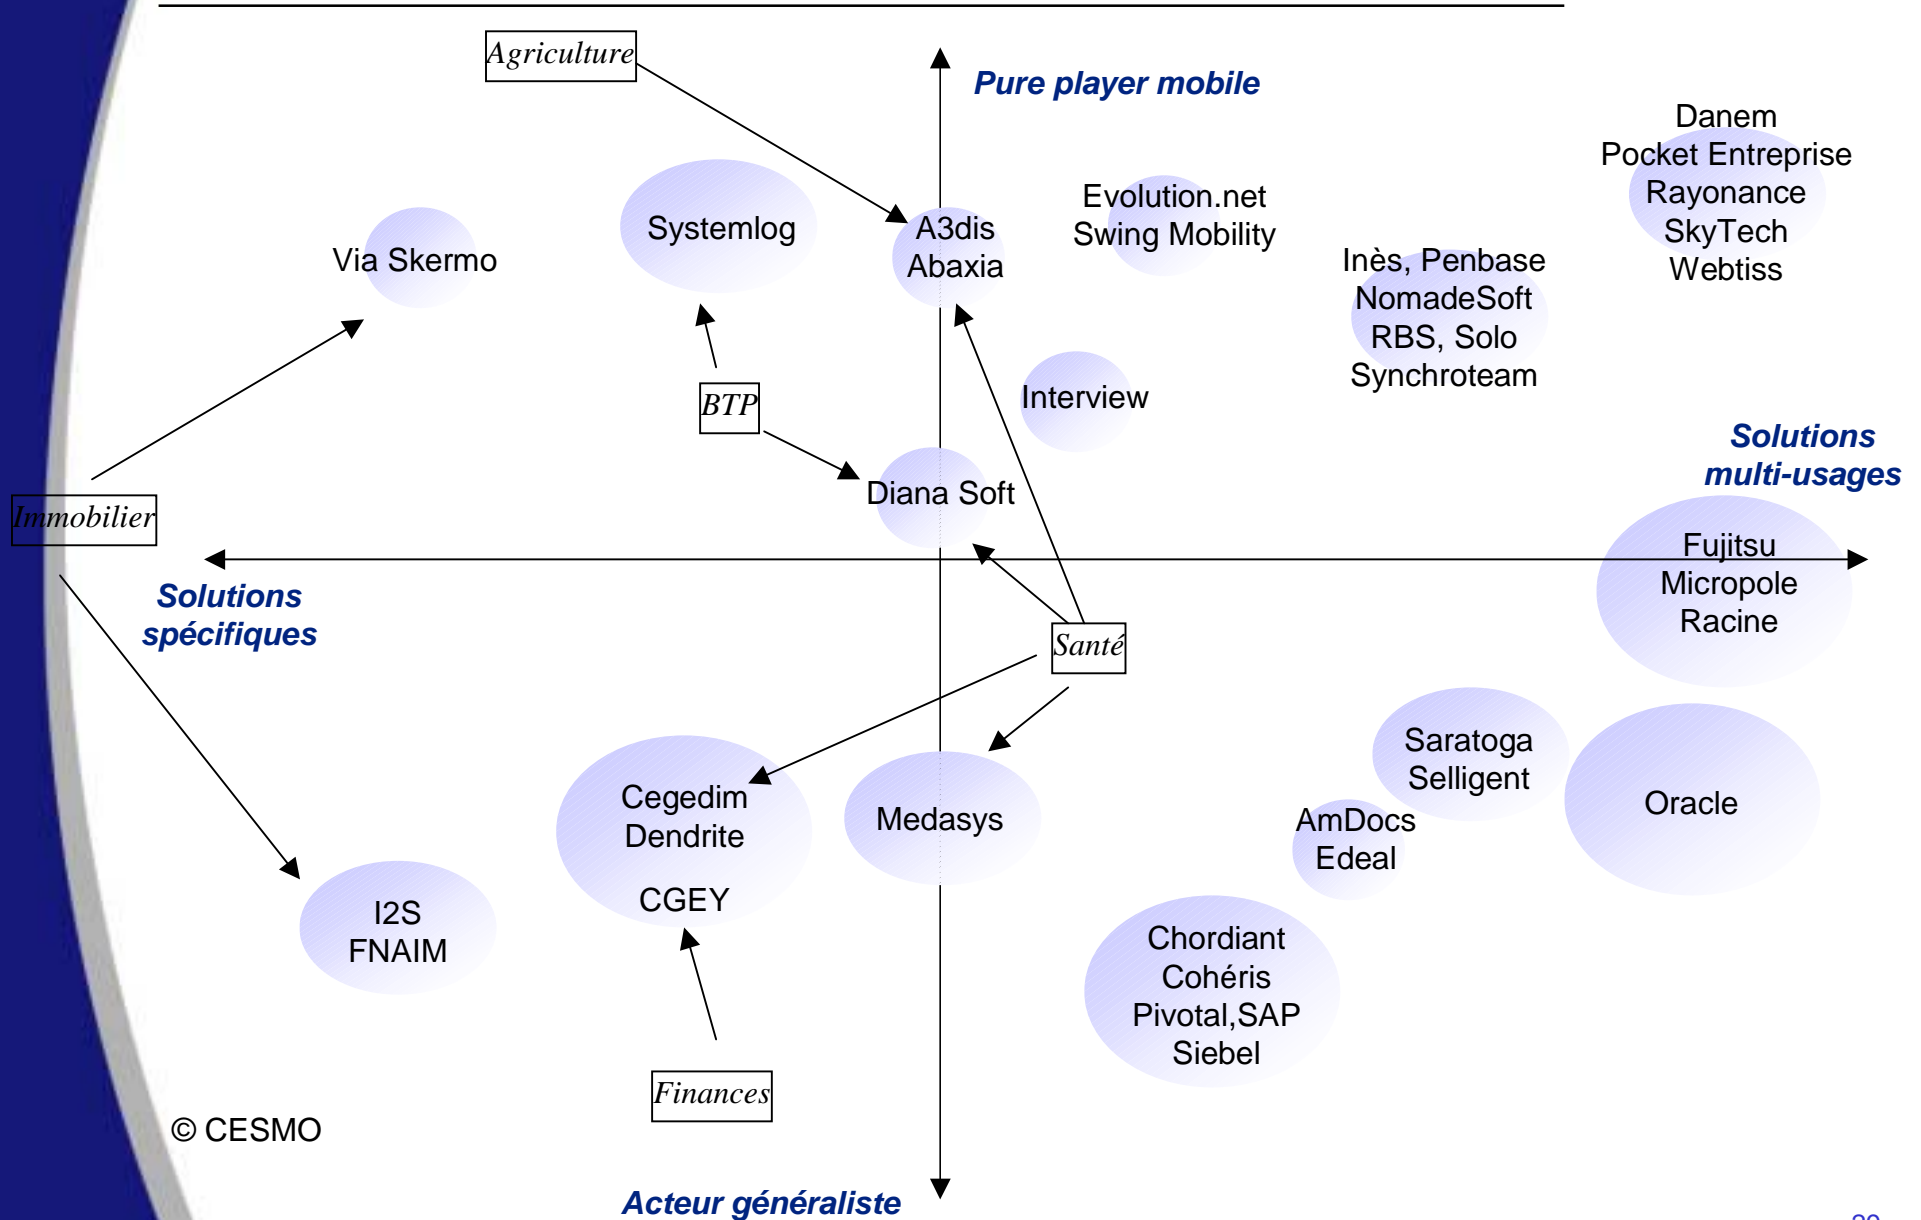 Agriculture
Pure player mobile
Danem
Pocket Entreprise
Rayonance
SkyTech
Webtiss
Evolution.net
Swing Mobility
Systemlog
A3dis
Abaxia
Via Skermo
Inès, Penbase
NomadeSoft
RBS, Solo
Synchroteam
BTP
Interview
Solutions
multi-usages
Diana Soft
Immobilier
Fujitsu
Micropole
Racine
Solutions
spécifiques
Santé
Saratoga
Selligent
Cegedim
Dendrite
CGEY
Medasys
AmDocs
Edeal
Oracle
I2S
FNAIM
Chordiant
Cohéris
Pivotal,SAP
Siebel
Finances
© CESMO
Acteur généraliste